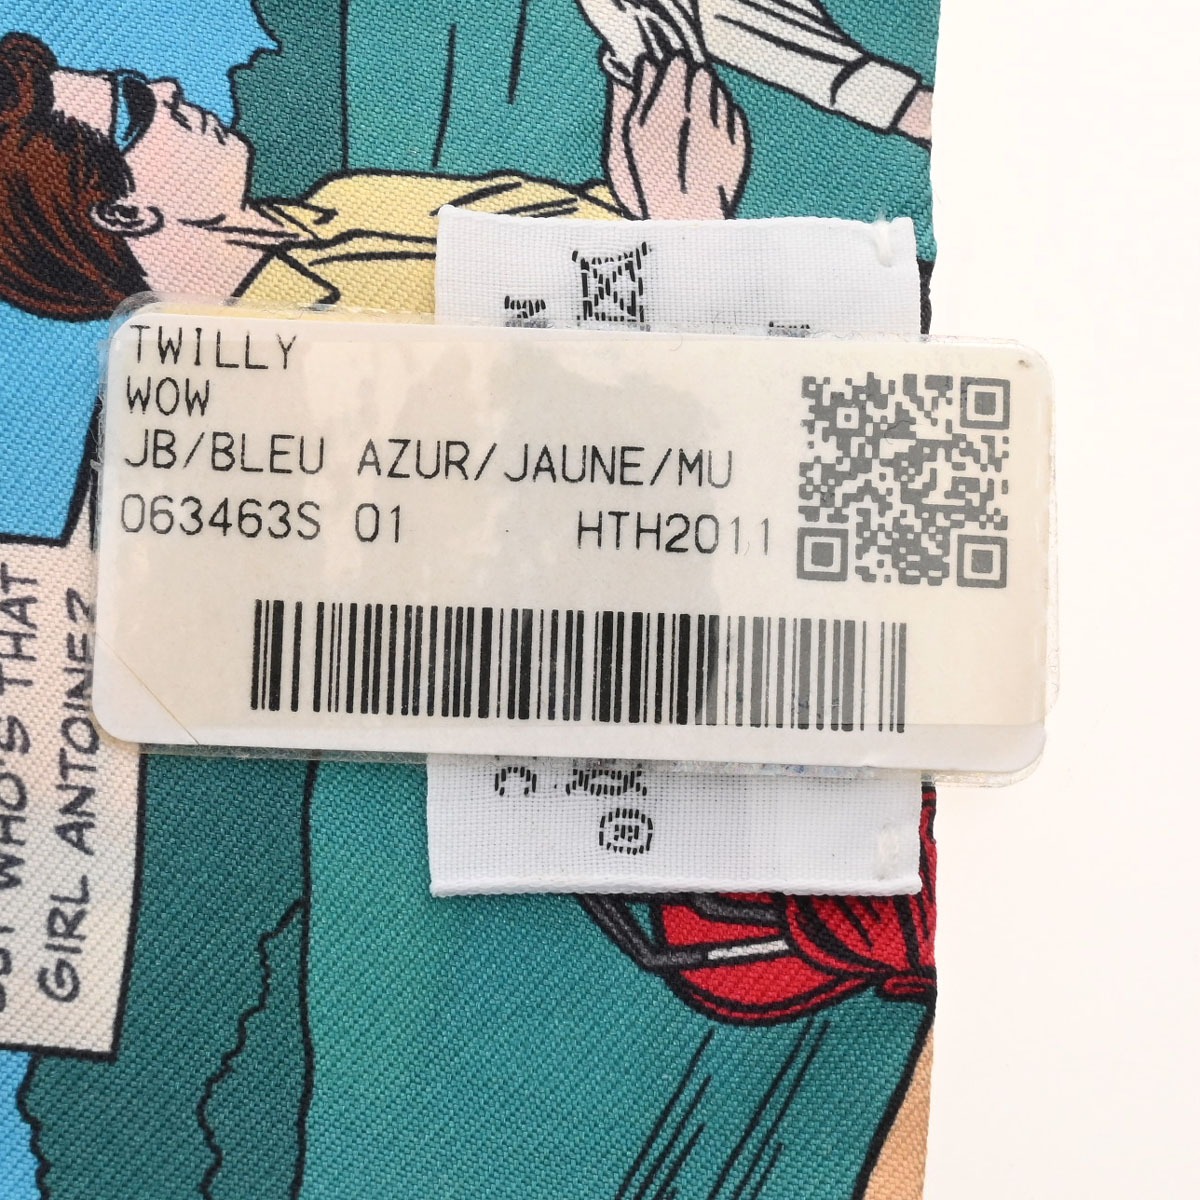 TWILLY
WOW
JB/BLEU AZUR/JAUNE/MU
063463S 01 HTH2011
WHO'S THAT
GIRL ANTOINE?